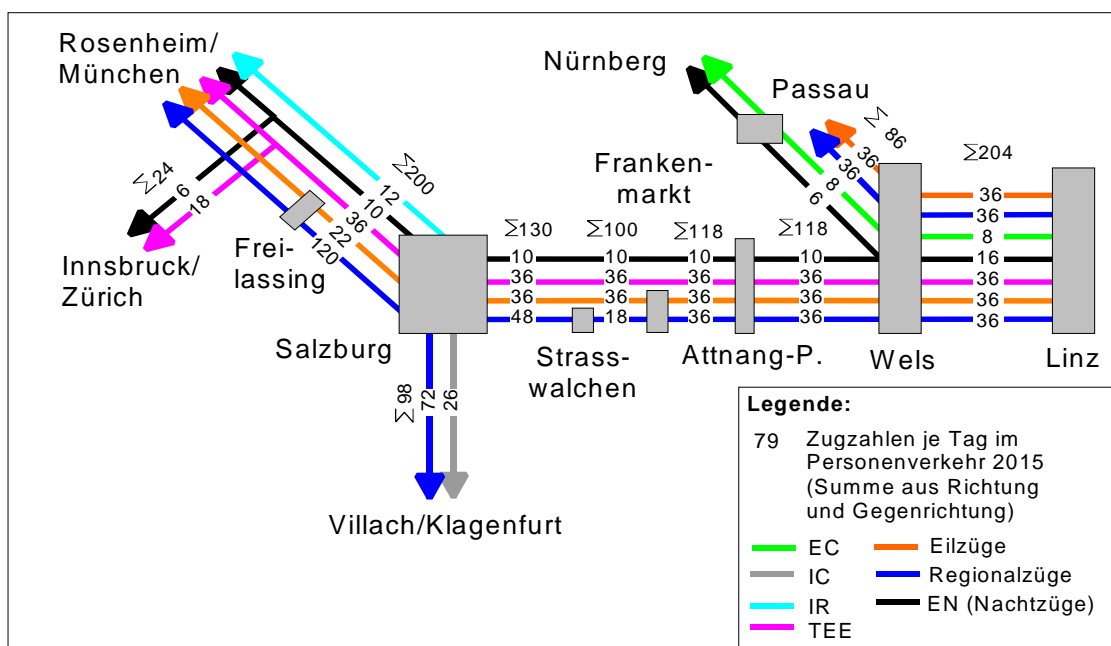 Rosenheim/
München
Nürnberg
Passau
∑ 86
∑204
Franken-
markt
∑24
6
18
∑200
12
10
36
22
120
Innsbruck/
Zürich
Frei-
lassing
8
6
36
36
∑130
∑100
∑118
∑118
10
10
10
10
36
36
36
36
36
36
36
36
48
18
36
36
36
36
8
16
36
36
36
Salzburg
Strass-
walchen
Attnang-P.
Wels
Linz
∑98
72
26
Villach/Klagenfurt
Legende:
79 Zugzahlen je Tag im
Personenverkehr 2015
(Summe aus Richtung
und Gegenrichtung)
EC Eilzüge
IC Regionalzüge
IR EN (Nachtzüge)
TEE